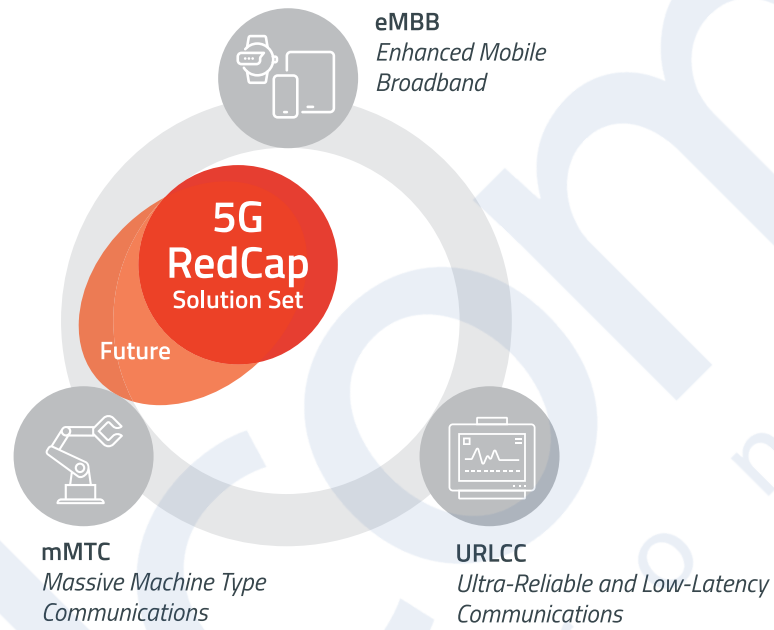 eMBB
Enhanced Mobile
Broadband
5G
RedCap
Solution Set
Future
mMTC
Massive Machine Type
Communications
URLCC
Ultra-Reliable and Low-Latency
Communications